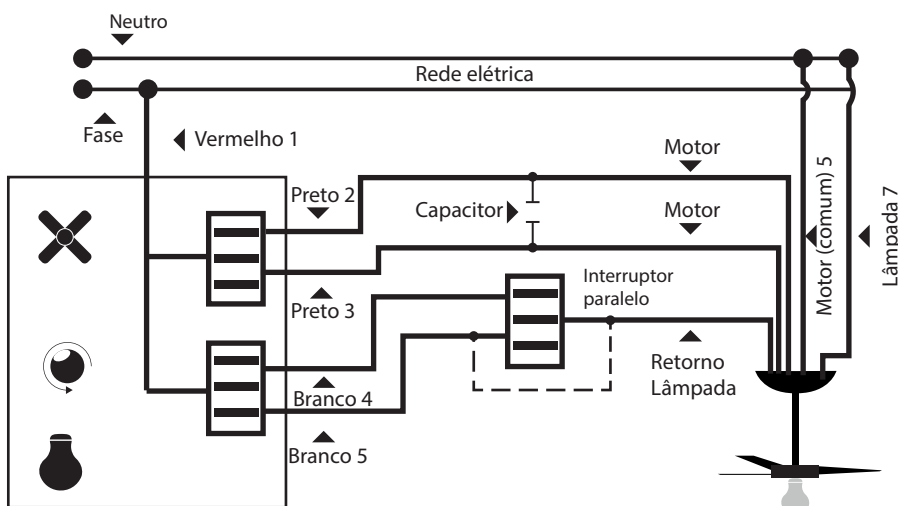 Neutro
Rede elétrica
Fase
Vermelho 1
Motor
Preto 2
Capacitor
Motor
Motor (comum) 5
Lâmpada 7
Interruptor
paralelo
Preto 3
Retorno
Lâmpada
Branco 4
Branco 5